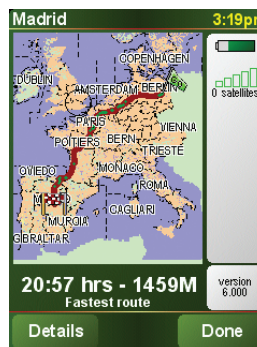 Madrid
3:19pm
COPENHAGEN
DUBLIN
AMSTERDAM
BERN
PARIS
VIENNA
POITIERS
BERN
TRIESTE
MONACO
OVIEDO
ROMA
MURCIA
CAGLIARI
GIBRALTAR
0 satellites
20:57 hrs - 1459M
Fastest route
version
6.000
Details
Done